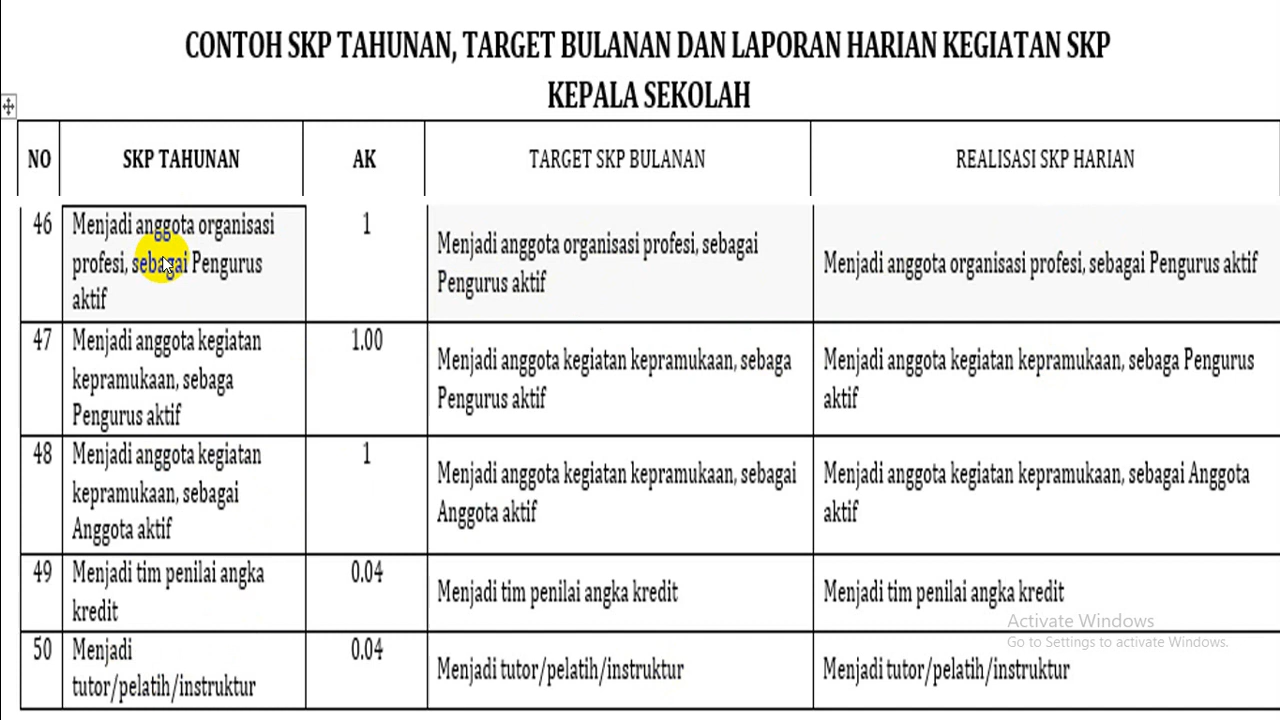 CONTOH SKP TAHUNAN, TARGET BULANAN DAN LAPORAN HARIAN KEGIATAN SKP
KEPALA SEKOLAH
NO SKP TAHUNAN AK TARGET SKP BULANAN REALISASI SKP HARIAN
46
Menjadi anggota organisasi
profesi, sebagai Pengurus
aktif
1
Menjadi anggota organisasi profesi, sebagai
Pengurus aktif
Menjadi anggota organisasi profesi, sebagai Pengurus aktif
47
Menjadi anggota kegiatan
kepramukaan, sebaga
Pengurus aktif
1.00
Menjadi anggota kegiatan kepramukaan, sebaga
Pengurus aktif
Menjadi anggota kegiatan kepramukaan, sebaga Pengurus
aktif
48
Menjadi anggota kegiatan
kepramukaan, sebagai
Anggota aktif
1
Menjadi anggota kegiatan kepramukaan, sebagai
Anggota aktif
Menjadi anggota kegiatan kepramukaan, sebagai Anggota
aktif
49
Menjadi tim penilai angka
kredit
0.04
Menjadi tim penilai angka kredit
Menjadi tim penilai angka kredit
50
Menjadi
tutor/pelatih/instruktur
0.04
Menjadi tutor/pelatih/instruktur
Menjadi tutor/pelatih/instruktur
Activate Windows
Go to Settings to activate Windows.